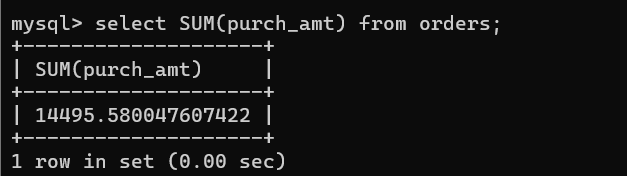 mysql> select SUM(purch_amt) from orders;
+--------------------+
| SUM(purch_amt)     |
+--------------------+
| 14495.580047607422 |
+--------------------+
1 row in set (0.00 sec)